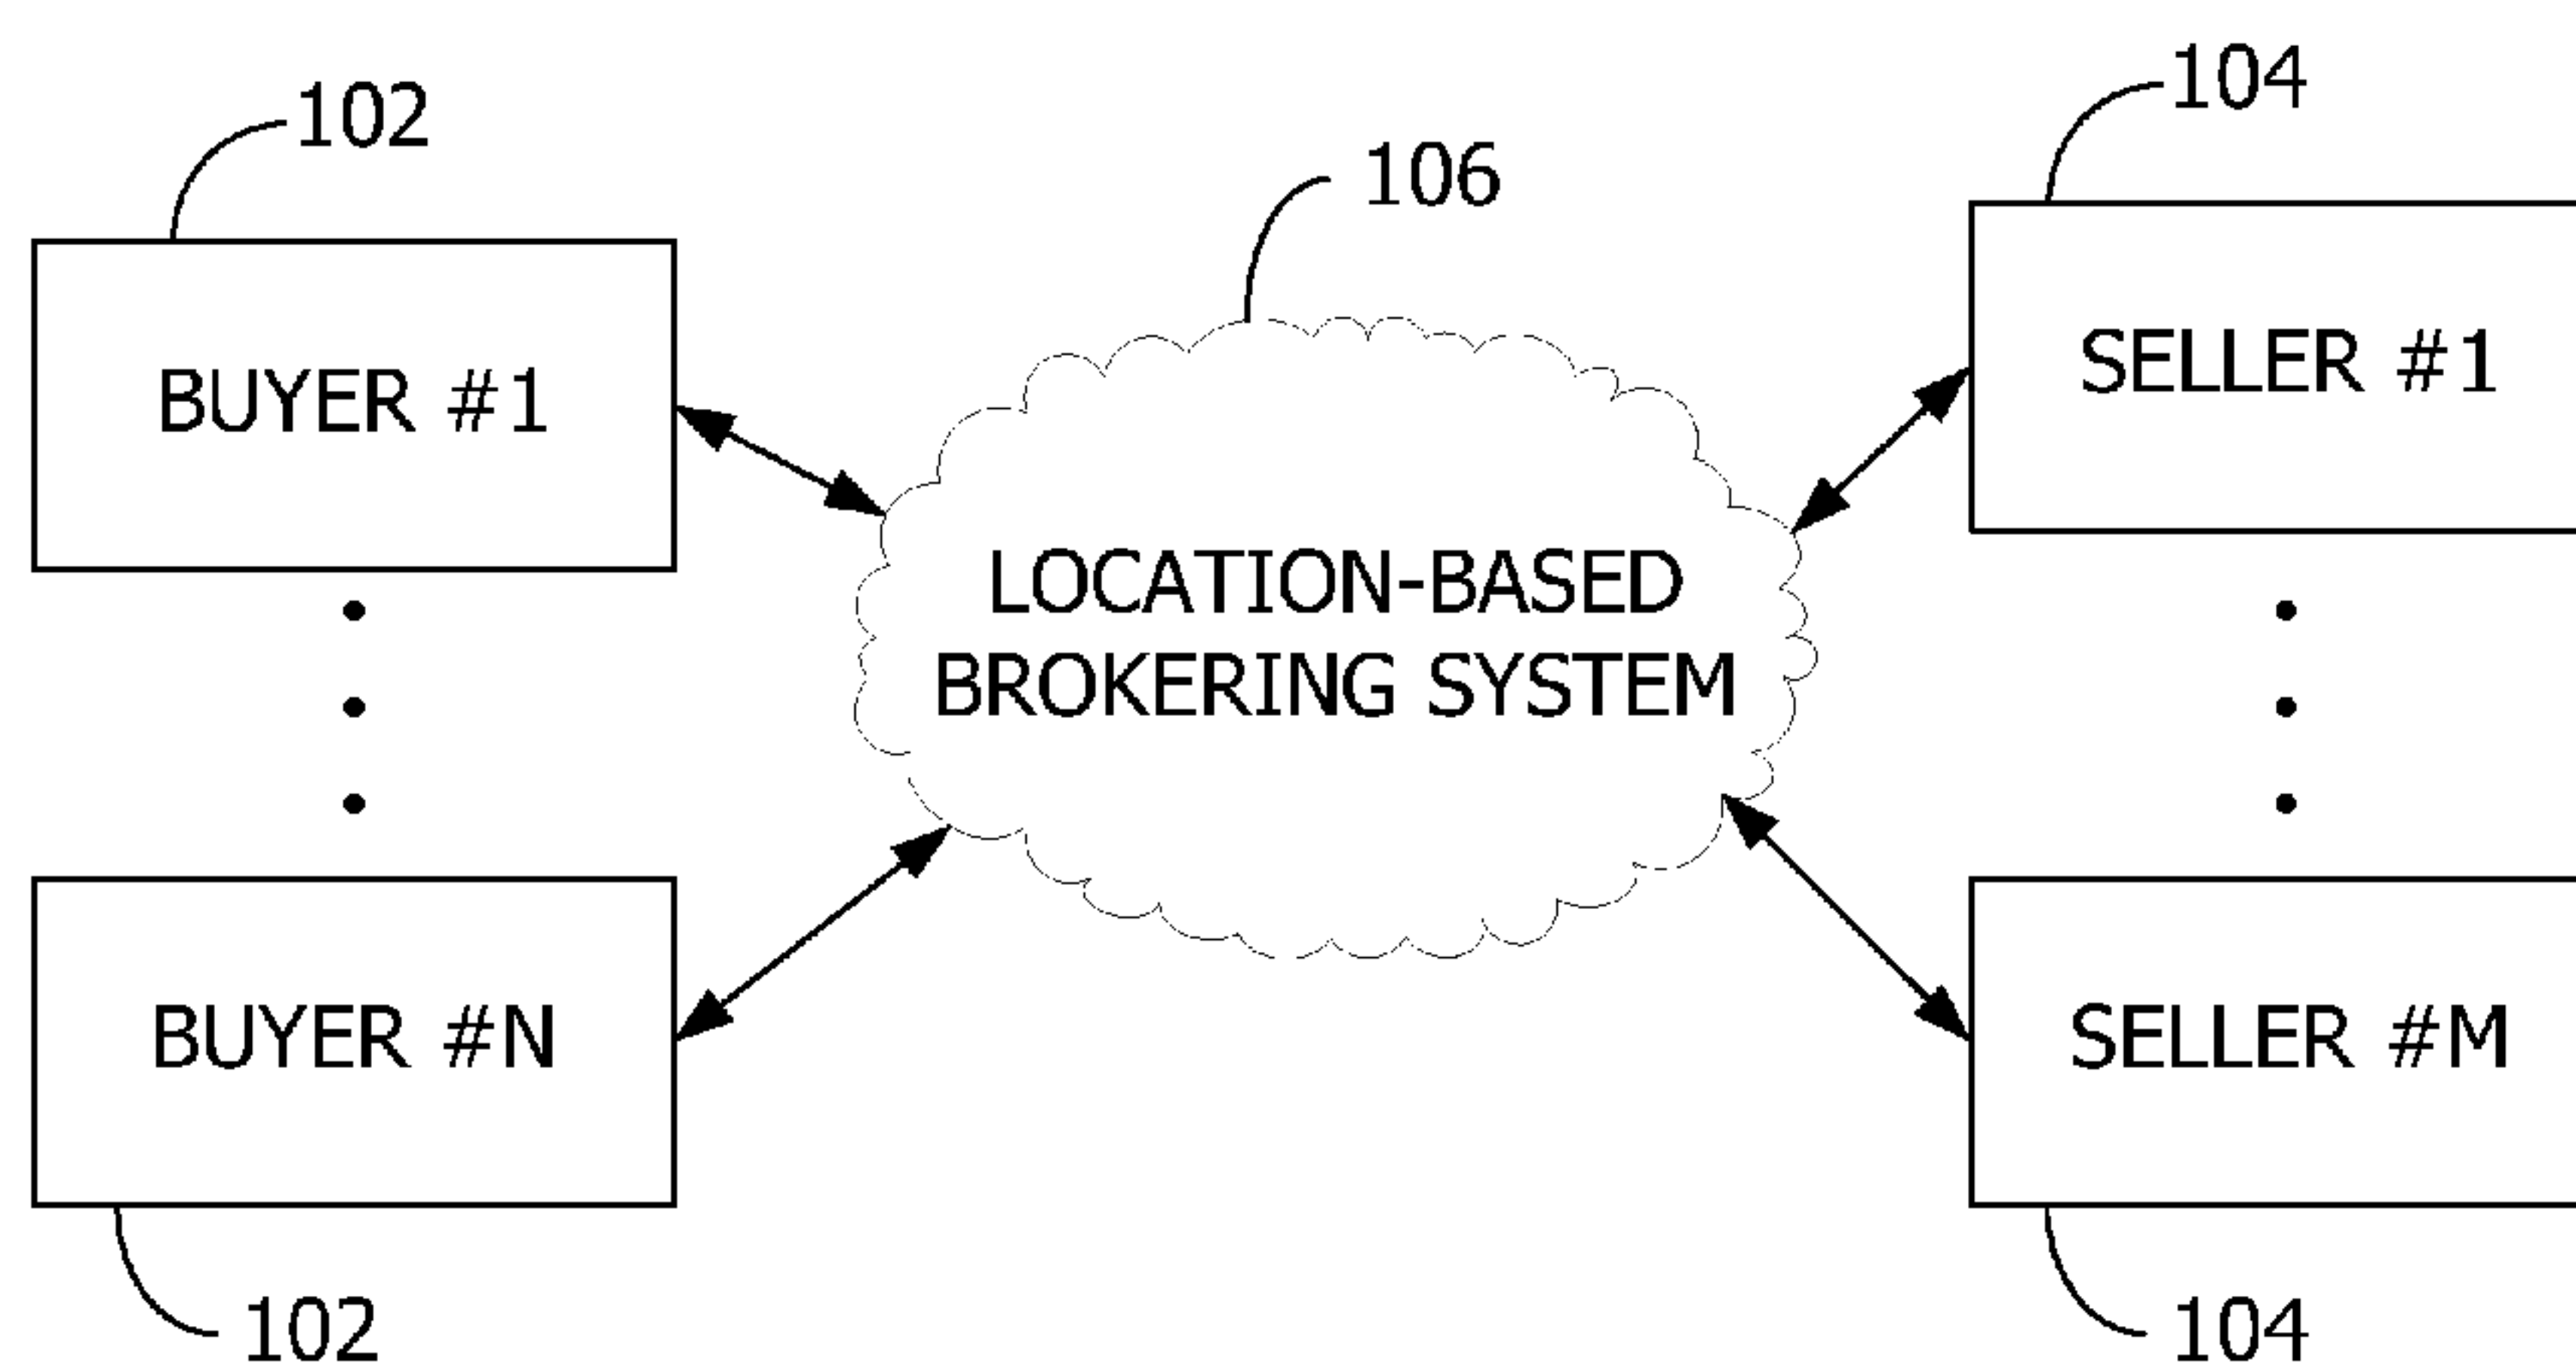 102
104
106
BUYER #1
SELLER #1
LOCATION-BASED
BROKERING SYSTEM
BUYER #N
SELLER #M
102
104